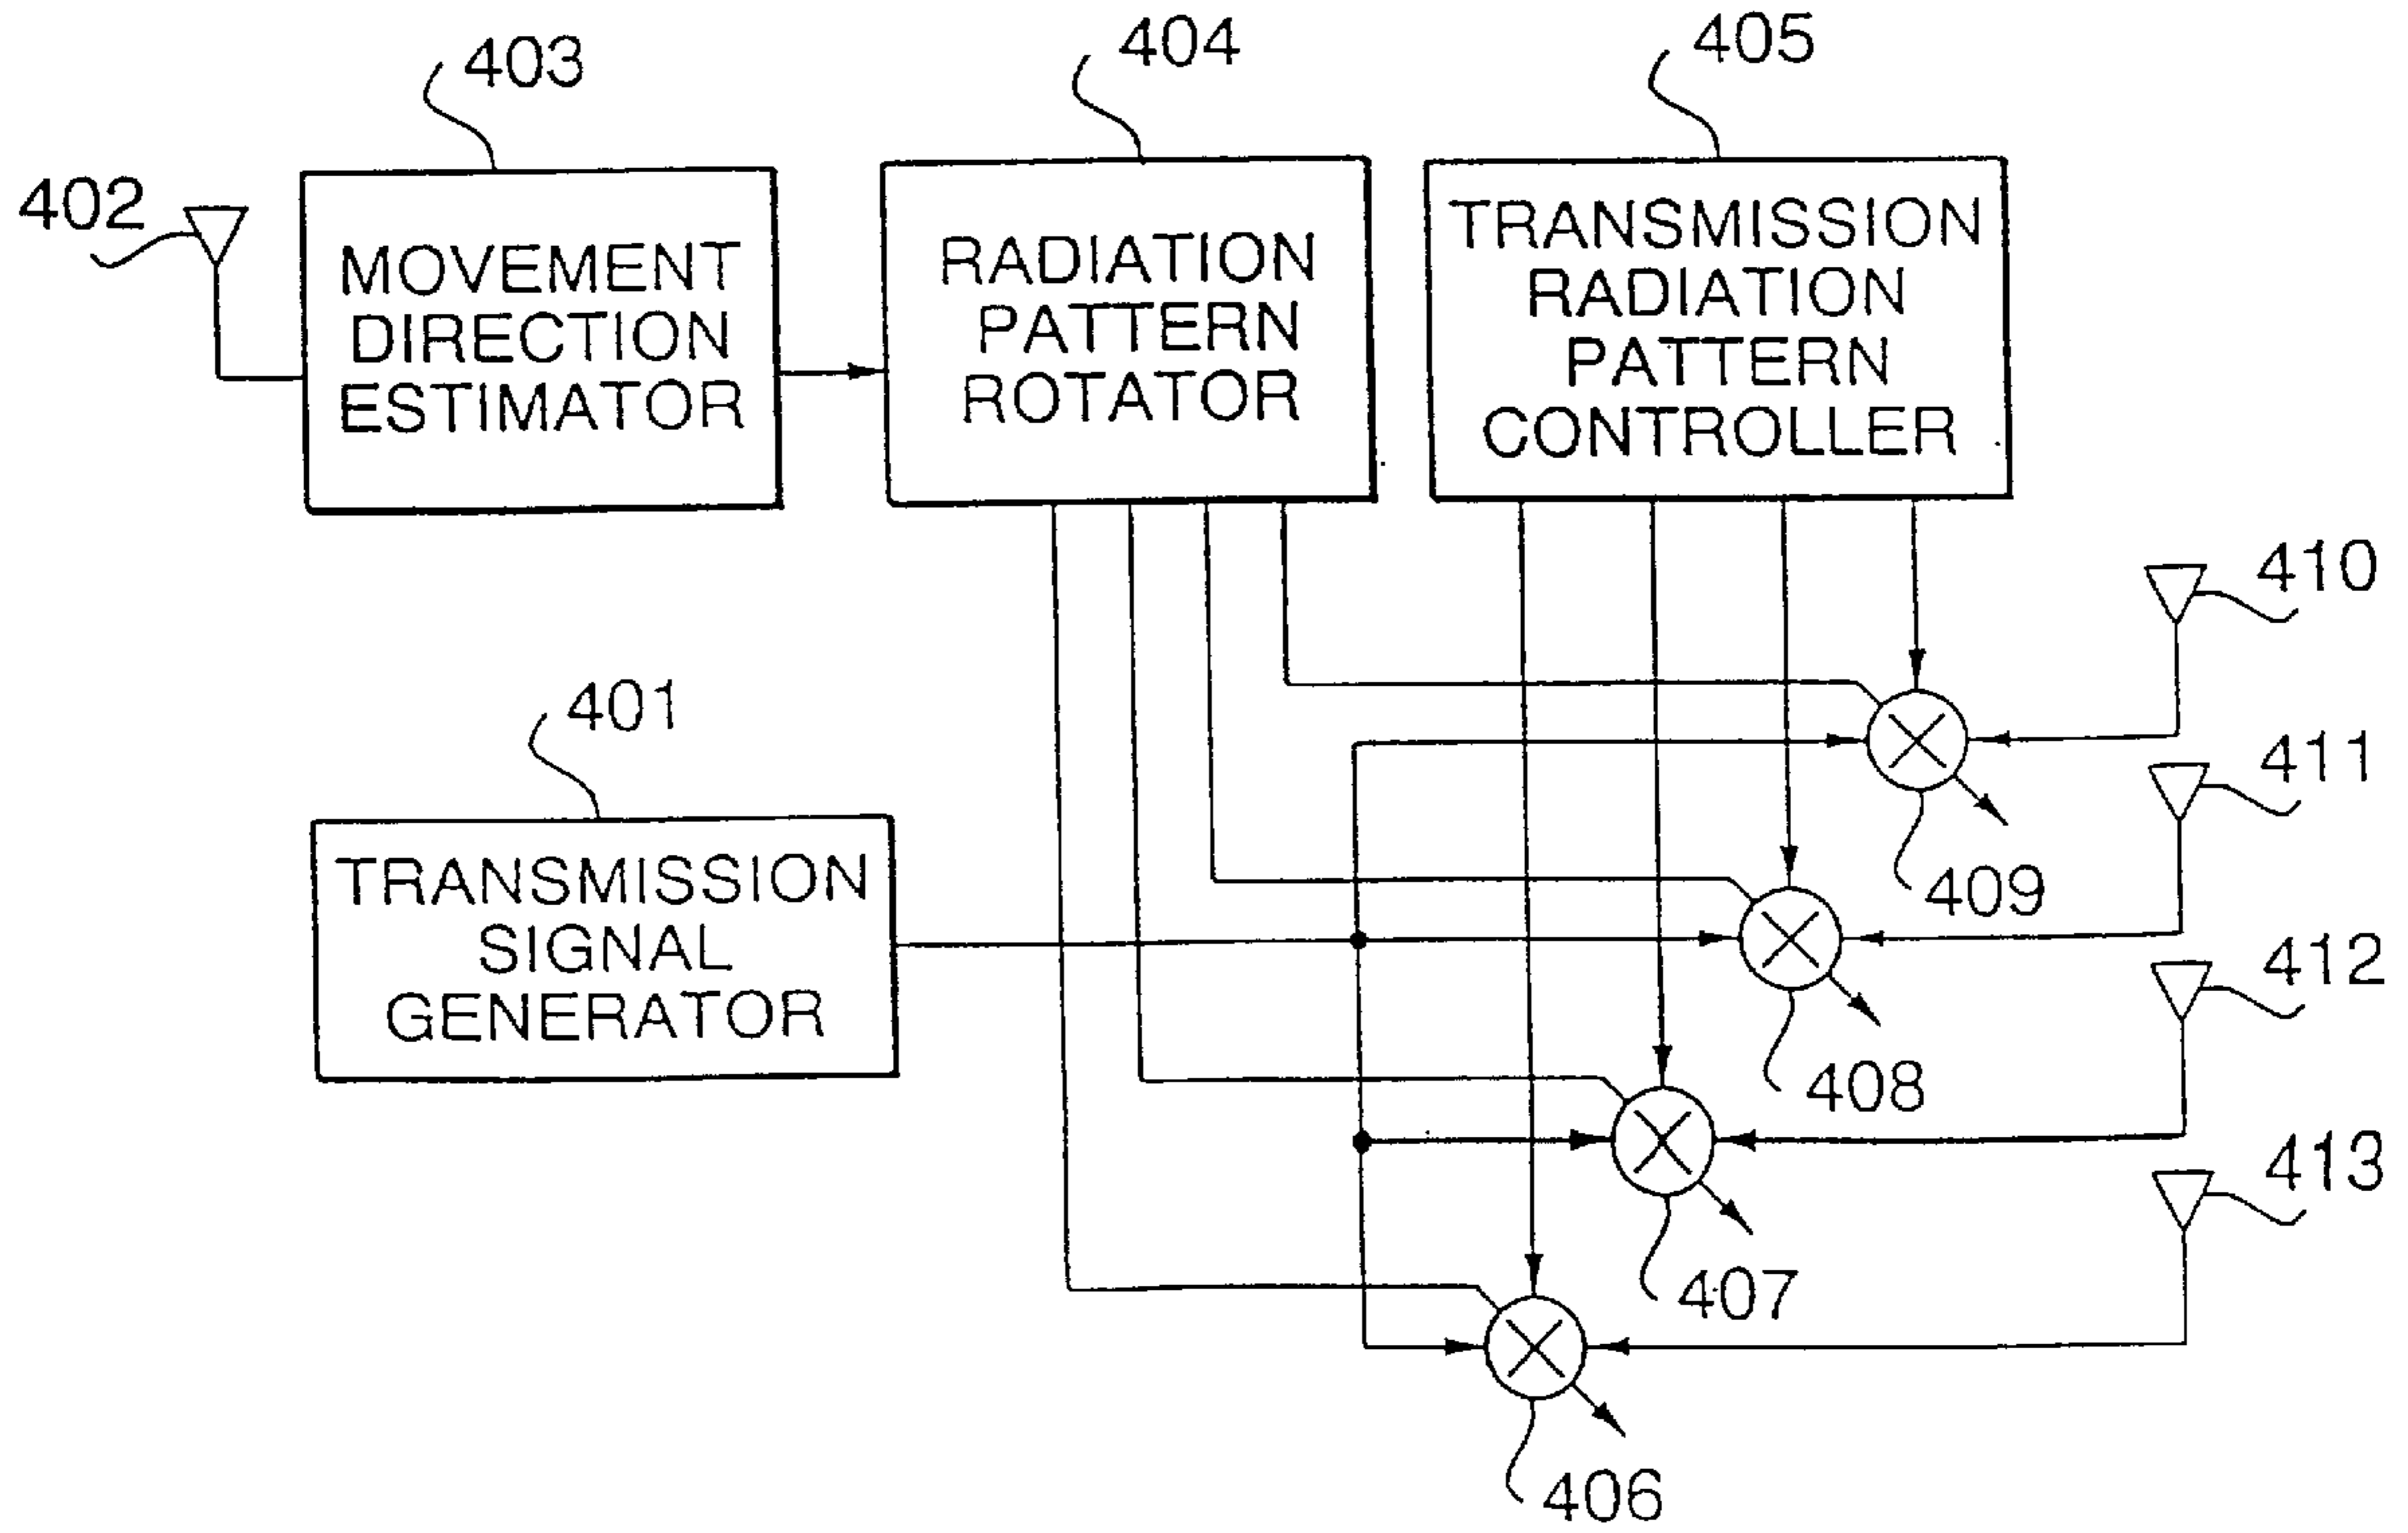 403
404
405
402
MOVEMENT
DIRECTION
ESTIMATOR
RADIATION
PATTERN
ROTATOR
TRANSMISSION
RADIATION
PATTERN
CONTROLLER
410
401
411
TRANSMISSION
SIGNAL
GENERATOR
409
412
408
413
407
406